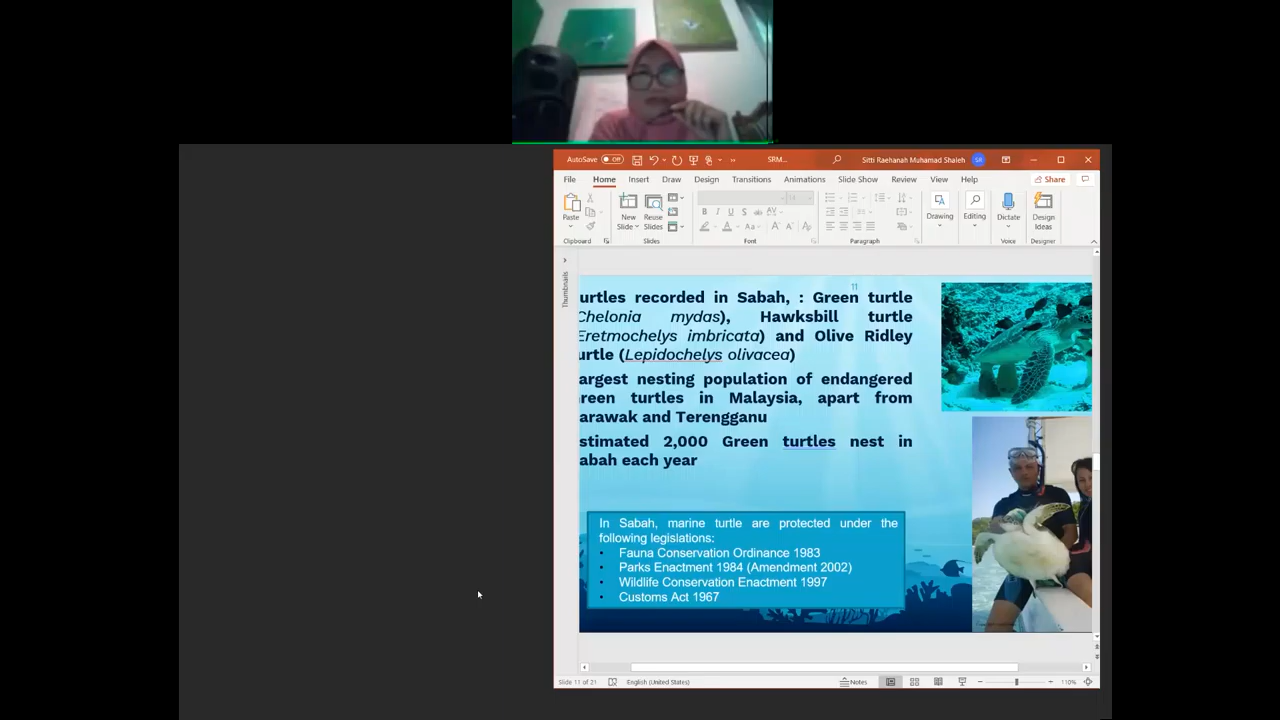 AutoSave Off SRM... Sitti Raehanah Muhamad Shaleh SR
File Home Insert Draw Design Transitions Animations Slide Show Review View Help Share
Paste New Slide Reuse Slides Drawing Editing Dictate Design Ideas
Clipboard Slides Font Paragraph Voice Designer
Thumbnails
11
urtles recorded in Sabah, : Green turtle
Chelonia mydas), Hawksbill turtle
Eretmochelys imbricata) and Olive Ridley
urtle (Lepidochelys olivacea)
argest nesting population of endangered
reen turtles in Malaysia, apart from
arawak and Terengganu
stimated 2,000 Green turtles nest in
abah each year
In Sabah, marine turtle are protected under the
following legislations:
• Fauna Conservation Ordinance 1983
• Parks Enactment 1984 (Amendment 2002)
• Wildlife Conservation Enactment 1997
• Customs Act 1967
Slide 11 of 21 English (United States) Notes 110%